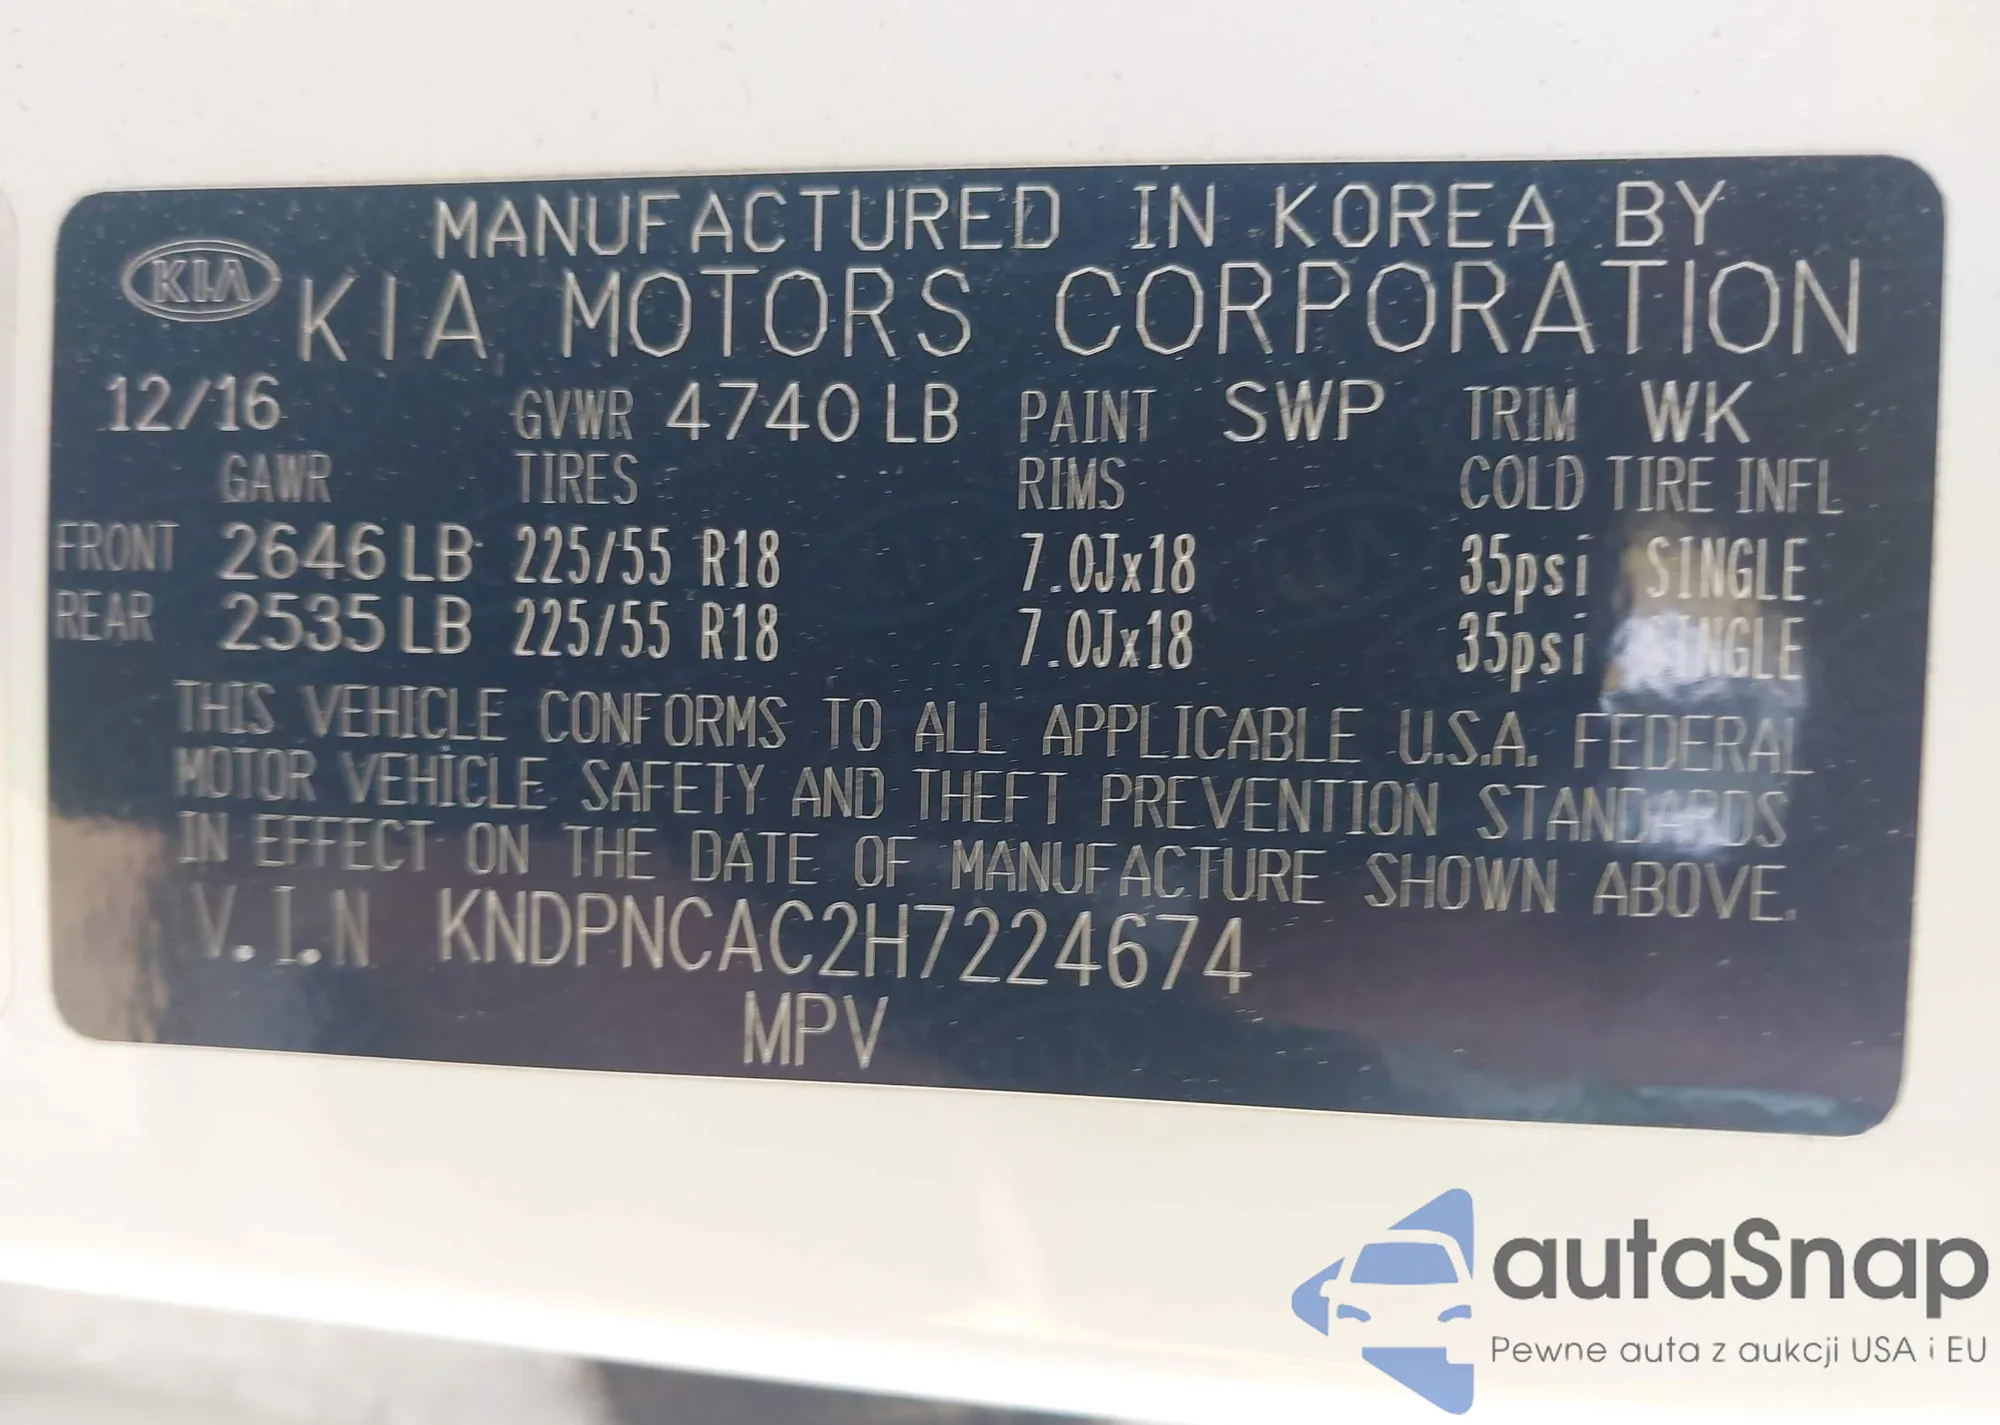 MANUFACTURED IN KOREA BY
KIA KIA MOTORS CORPORATION
12/16 GVWR 4740 LB PAINT SWP TRIM WK
GAWR TIRES RIMS COLD TIRE INFL
FRONT 2646 LB 225/55 R18 7.0Jx18 35psi SINGLE
REAR 2535 LB 225/55 R18 7.0Jx18 35psi SINGLE
THIS VEHICLE CONFORMS TO ALL APPLICABLE U.S.A. FEDERAL
MOTOR VEHICLE SAFETY AND THEFT PREVENTION STANDARDS
IN EFFECT ON THE DATE OF MANUFACTURE SHOWN ABOVE.
V.I.N KNDPNCAC2H7224674
MPV
autaSnap
Pewne auta z aukcji USA i EU